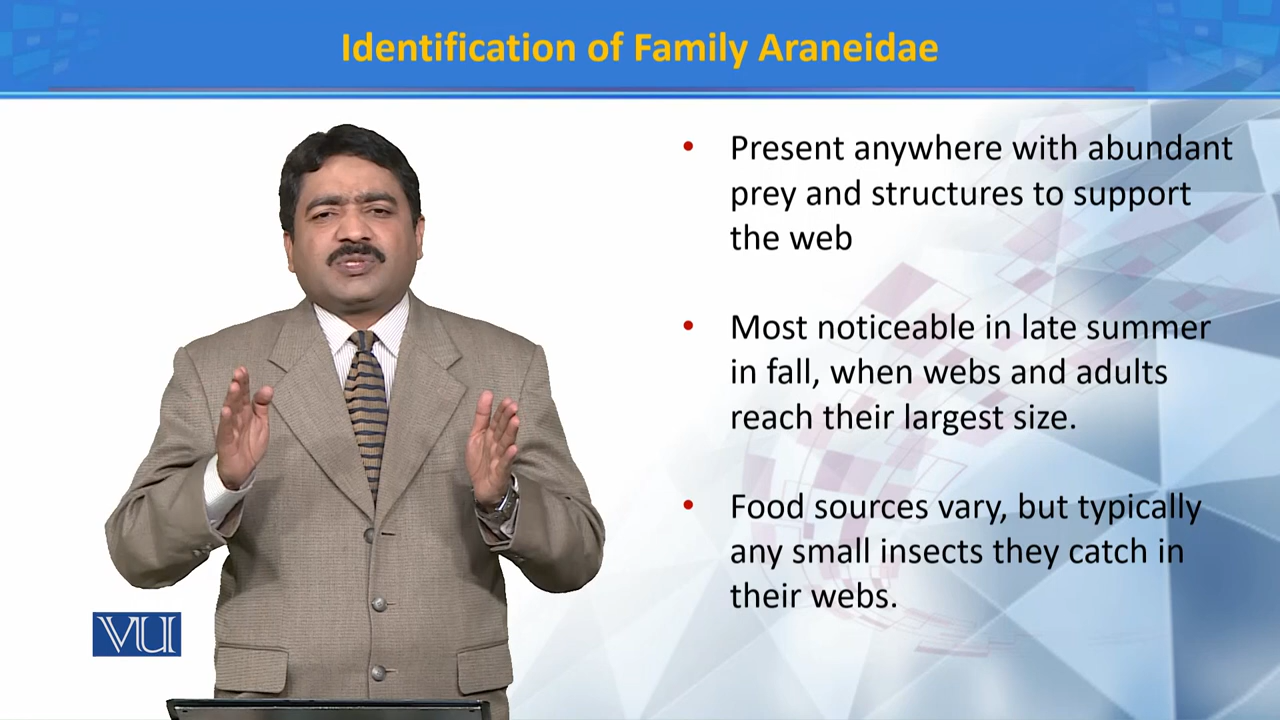 Identification of Family Araneidae
• Present anywhere with abundant
prey and structures to support
the web
• Most noticeable in late summer
in fall, when webs and adults
reach their largest size.
• Food sources vary, but typically
any small insects they catch in
their webs.
VU